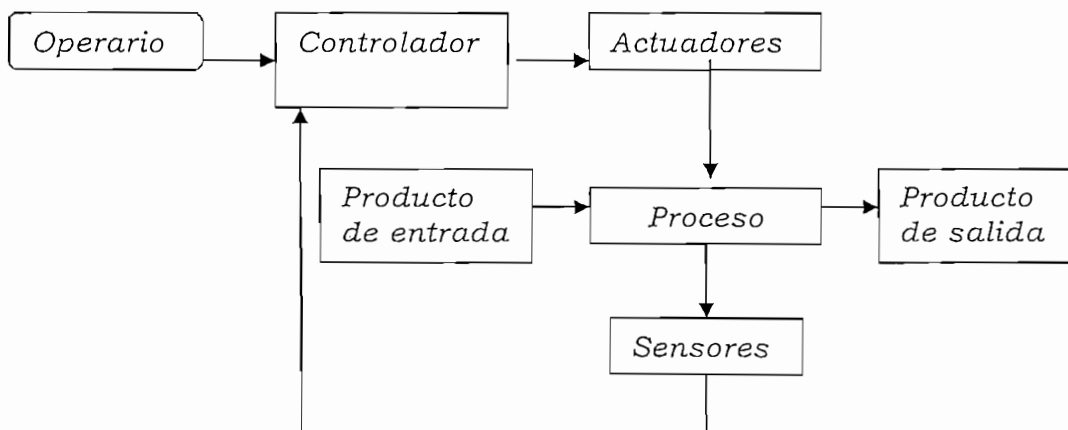 Operario
Controlador
Actuadores
Producto
de entrada
Proceso
Producto
de salida
Sensores